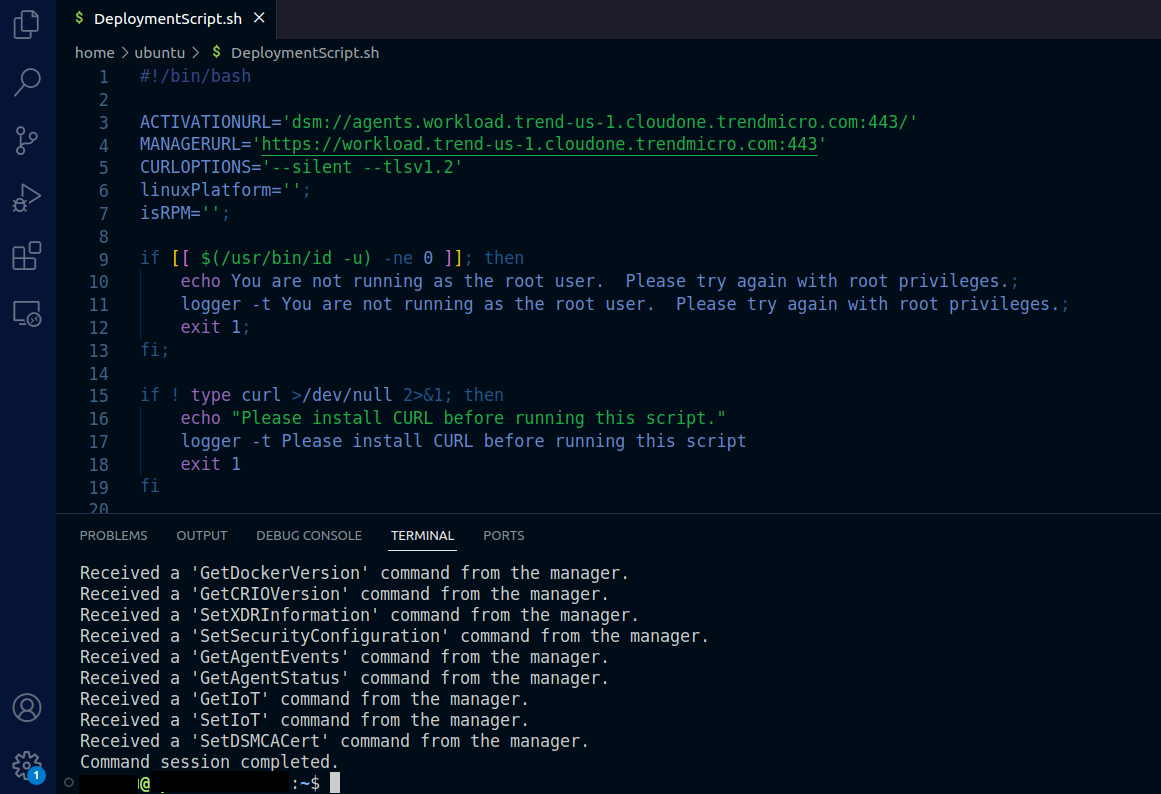 $ DeploymentScript.sh ×
home > ubuntu > $ DeploymentScript.sh
1 #!/bin/bash
2
3 ACTIVATIONURL='dsm://agents.workload.trend-us-1.cloudone.trendmicro.com:443/'
4 MANAGERURL='https://workload.trend-us-1.cloudone.trendmicro.com:443'
5 CURLOPTIONS='--silent --tlsv1.2'
6 linuxPlatform='';
7 isRPM='';
8
9 if [[ $(/usr/bin/id -u) -ne 0 ]]; then
10 echo You are not running as the root user.  Please try again with root privileges.;
11 logger -t You are not running as the root user.  Please try again with root privileges.;
12 exit 1;
13 fi;
14
15 if ! type curl >/dev/null 2>&1; then
16 echo "Please install CURL before running this script."
17 logger -t Please install CURL before running this script
18 exit 1
19 fi
20
PROBLEMS OUTPUT DEBUG CONSOLE TERMINAL PORTS
Received a 'GetDockerVersion' command from the manager.
Received a 'GetCRIOVersion' command from the manager.
Received a 'SetXDRInformation' command from the manager.
Received a 'SetSecurityConfiguration' command from the manager.
Received a 'GetAgentEvents' command from the manager.
Received a 'GetAgentStatus' command from the manager.
Received a 'GetIoT' command from the manager.
Received a 'SetIoT' command from the manager.
Received a 'SetDSMCACert' command from the manager.
Command session completed.
@ :~$
1